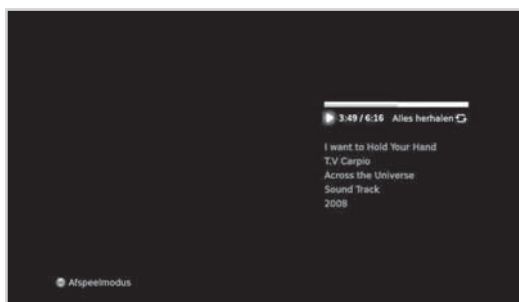 3:49 / 6:16 Alles herhalen
I want to Hold Your Hand
T.V Carpio
Across the Universe
Sound Track
2008
Afspeelmodus